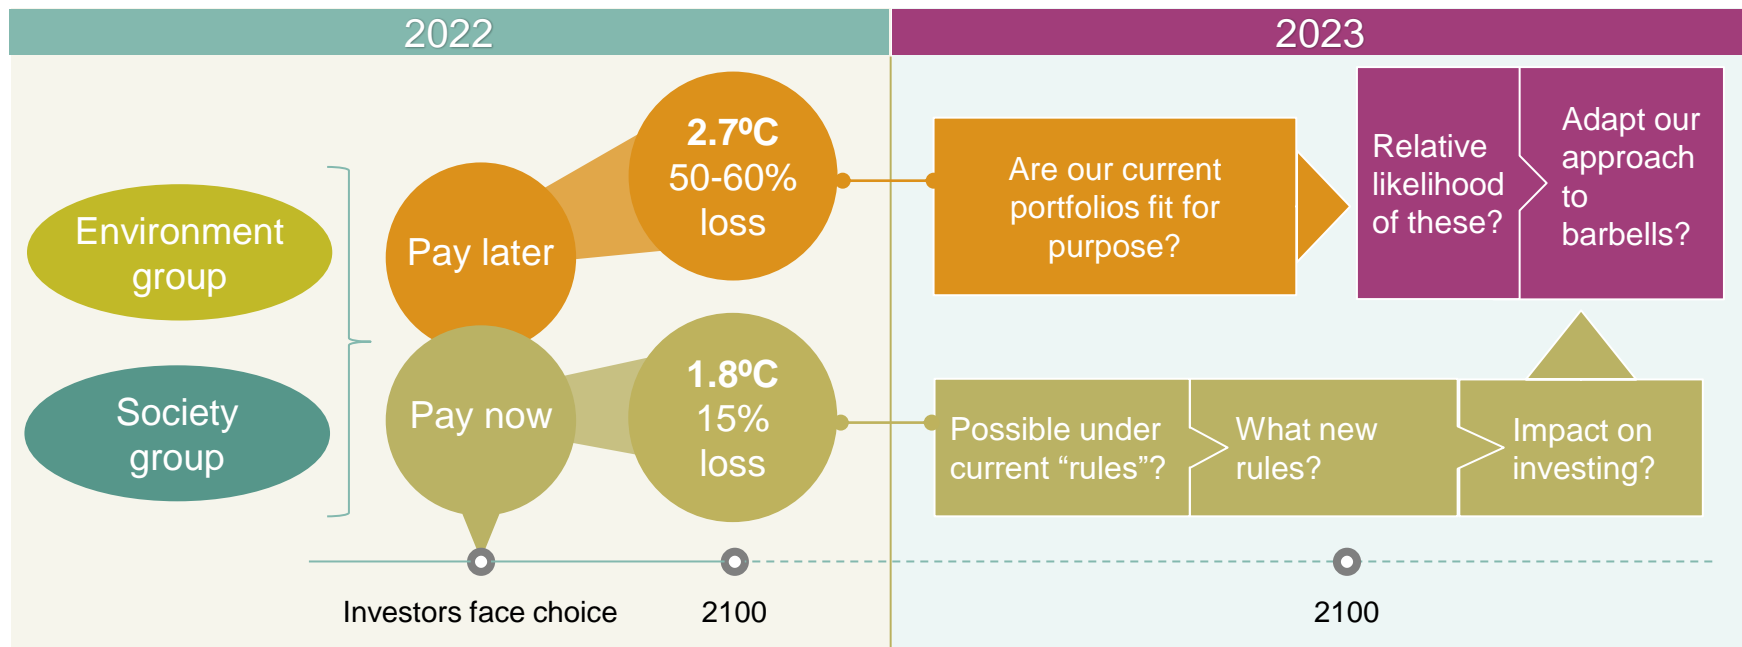 2022
2023
Environment
group
Society
group
Pay later
Pay now
2.7ºC
50-60%
loss
1.8ºC
15%
loss
Investors face choice
2100
Are our current
portfolios fit for
purpose?
Relative
likelihood
of these?
Adapt our
approach
to
barbells?
Possible under
current “rules”?
What new
rules?
Impact on
investing?
2100